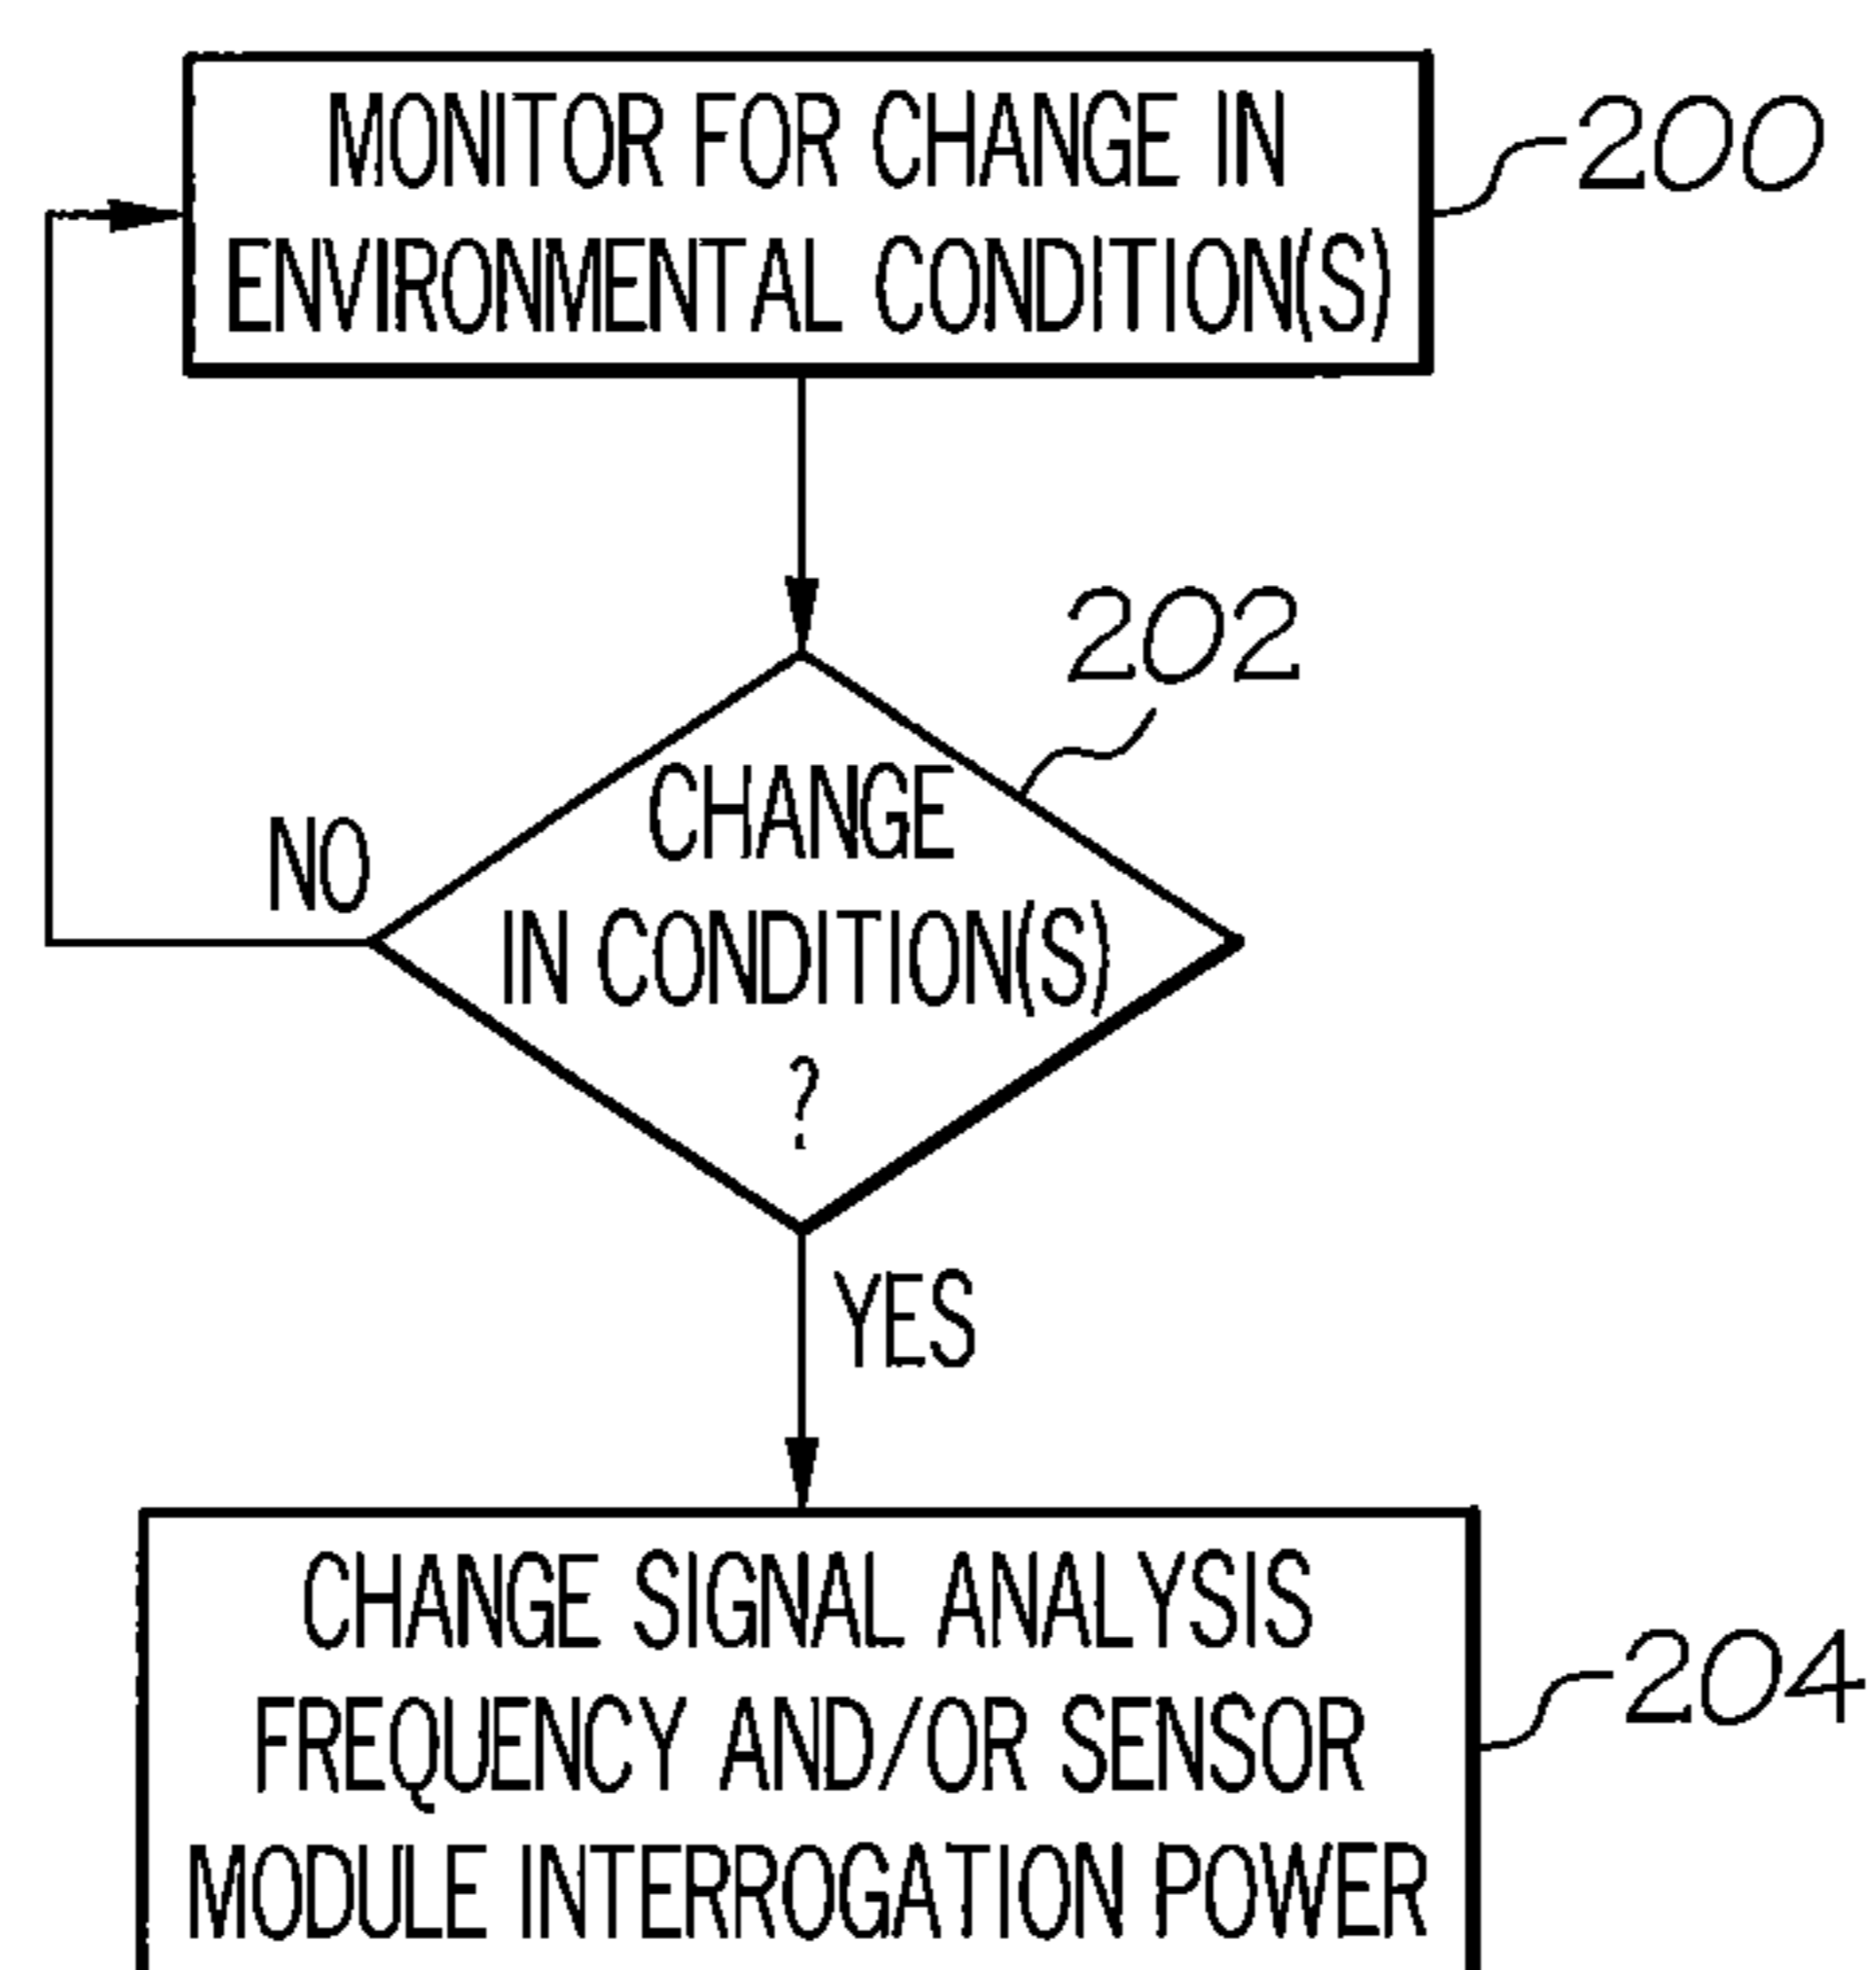 MONITOR FOR CHANGE IN
ENVIRONMENTAL CONDITION(S)
200
202
CHANGE
IN CONDITION(S)
?
NO
YES
CHANGE SIGNAL ANALYSIS
FREQUENCY AND/OR SENSOR
MODULE INTERROGATION POWER
204